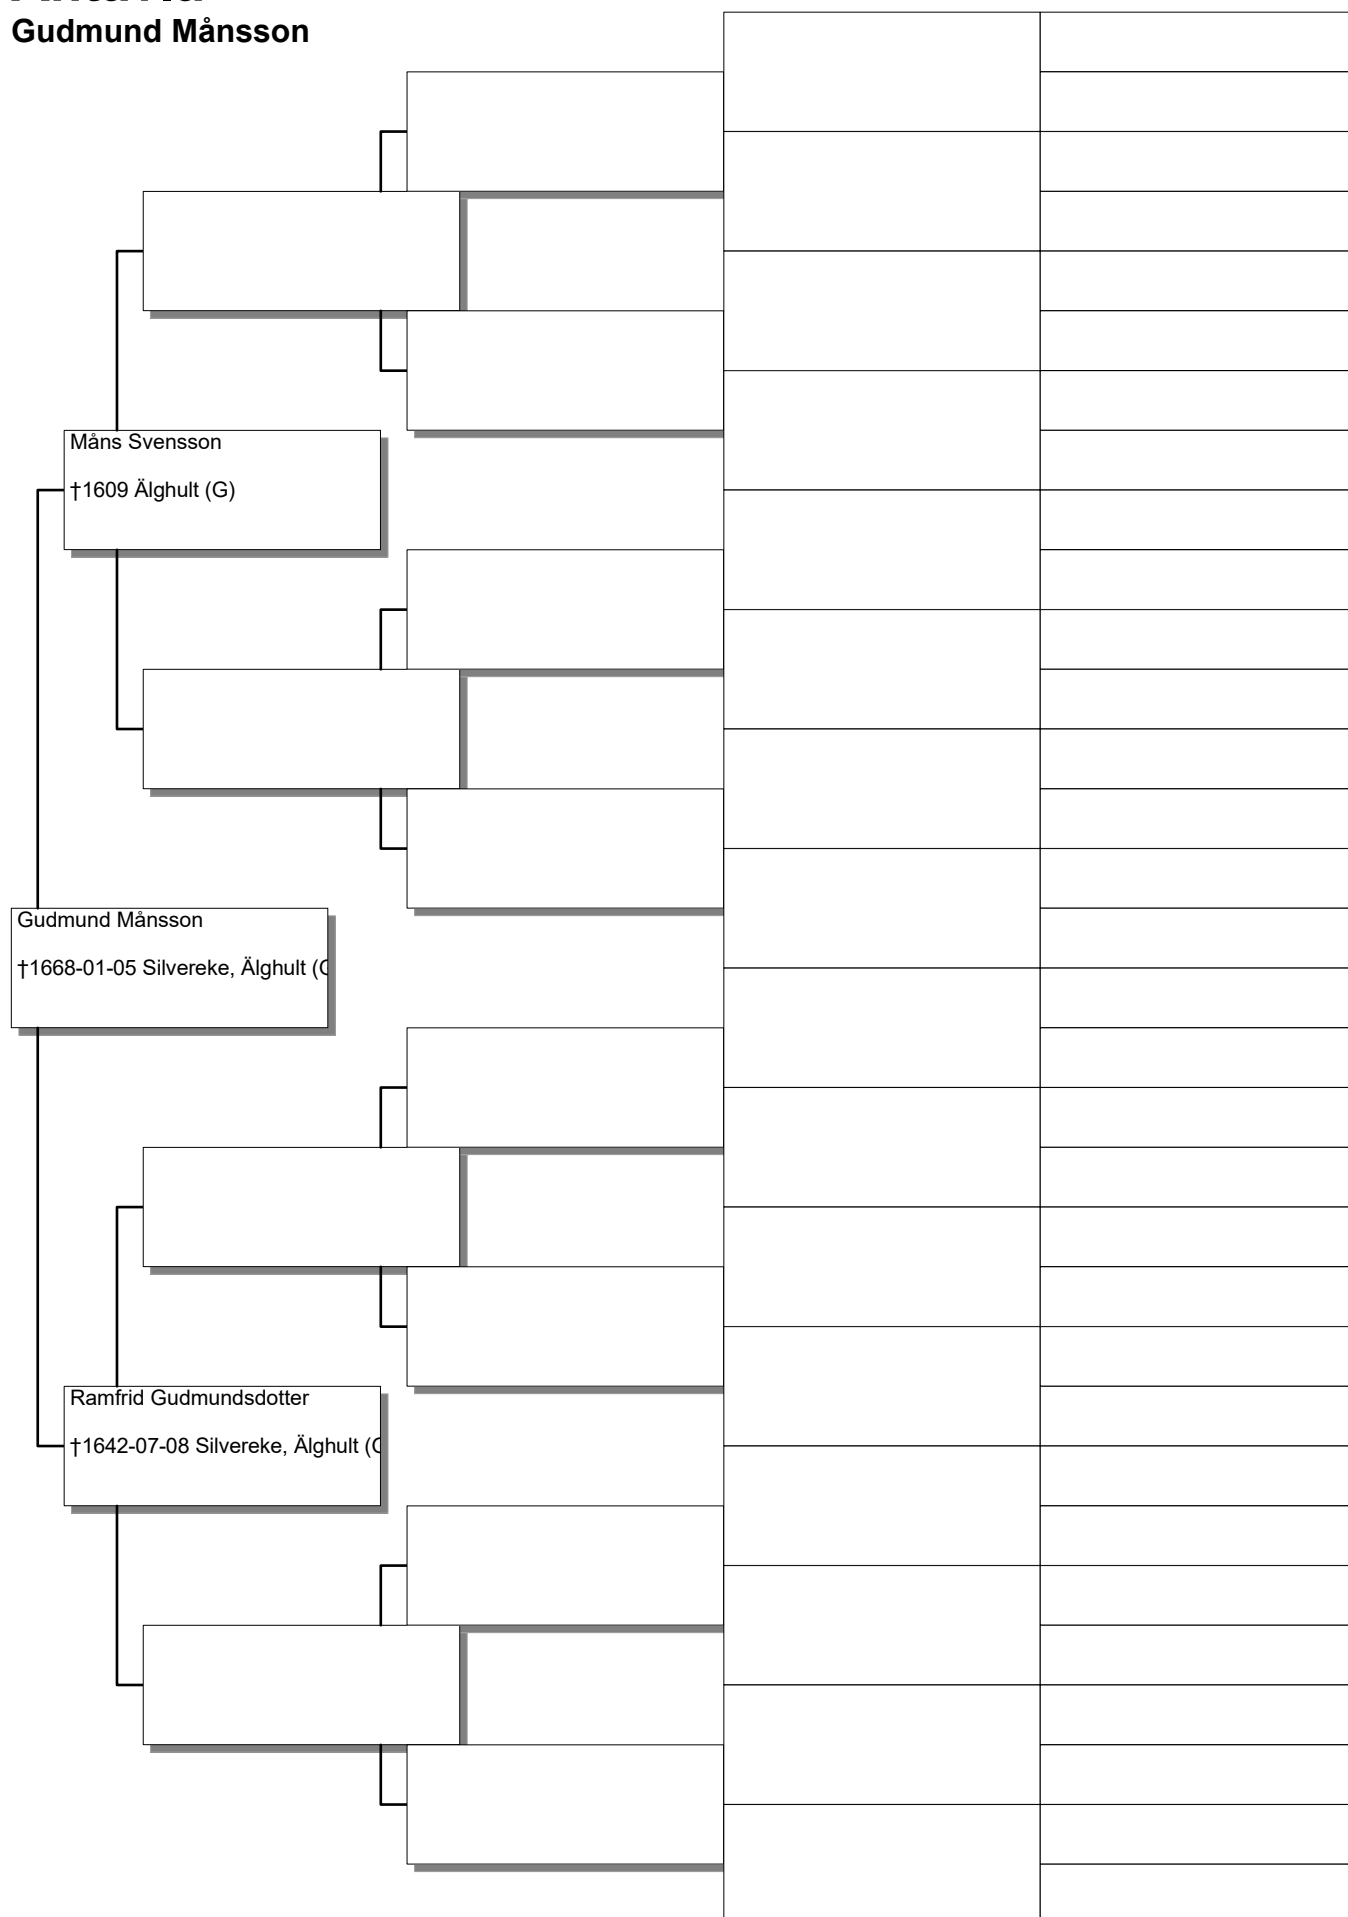 Gudmund Månsson
Måns Svensson
†1609 Älghult (G)
Gudmund Månsson
†1668-01-05 Silvereke, Älghult (
Ramfrid Gudmundsdotter
†1642-07-08 Silvereke, Älghult (